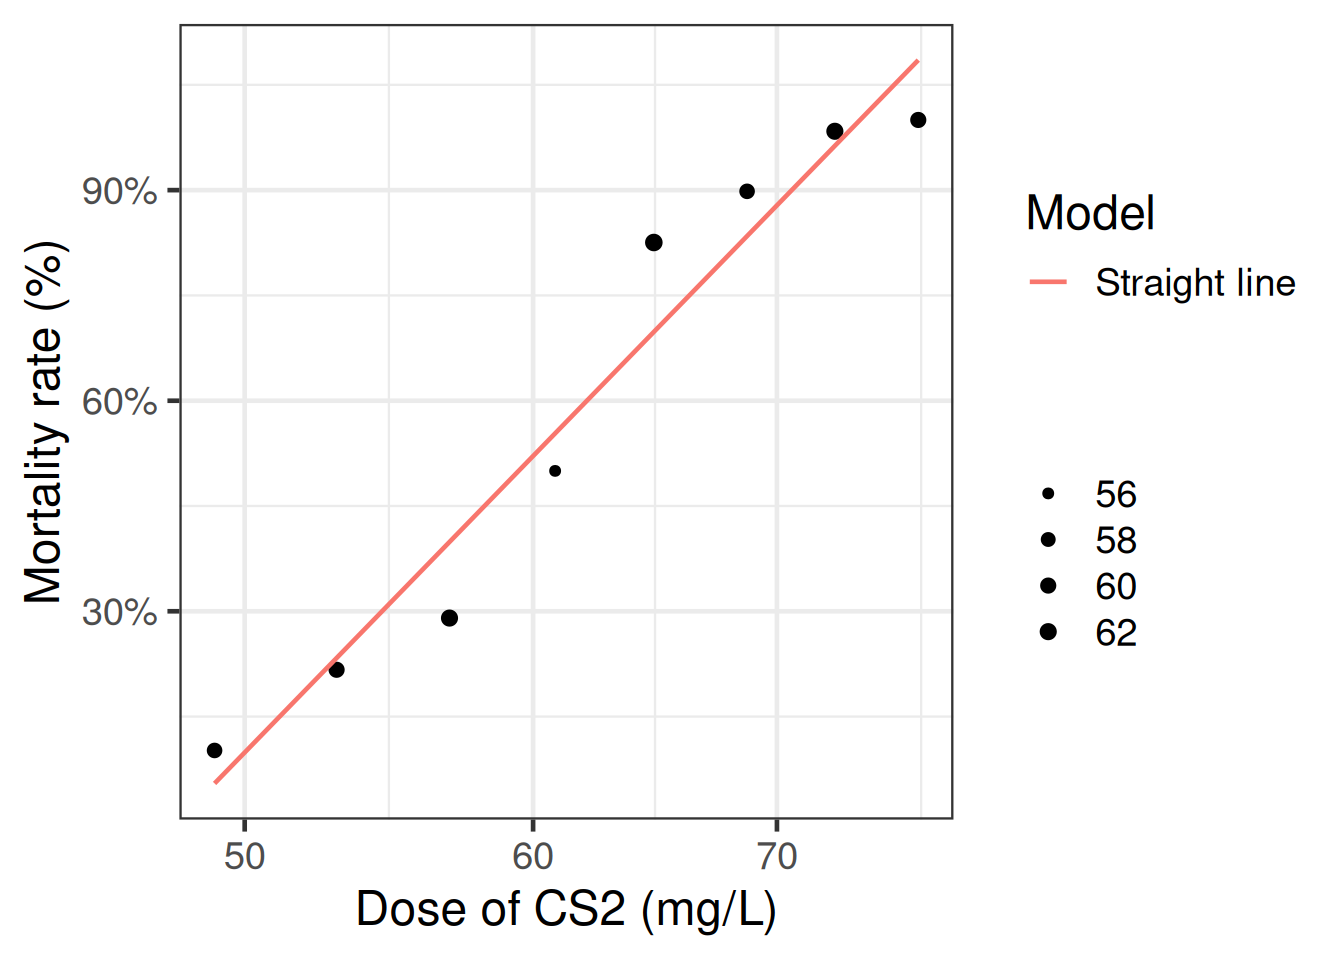 Mortality rate (%)
90%
60%
30%
50 60 70
Dose of CS2 (mg/L)
Model
Straight line
56
58
60
62